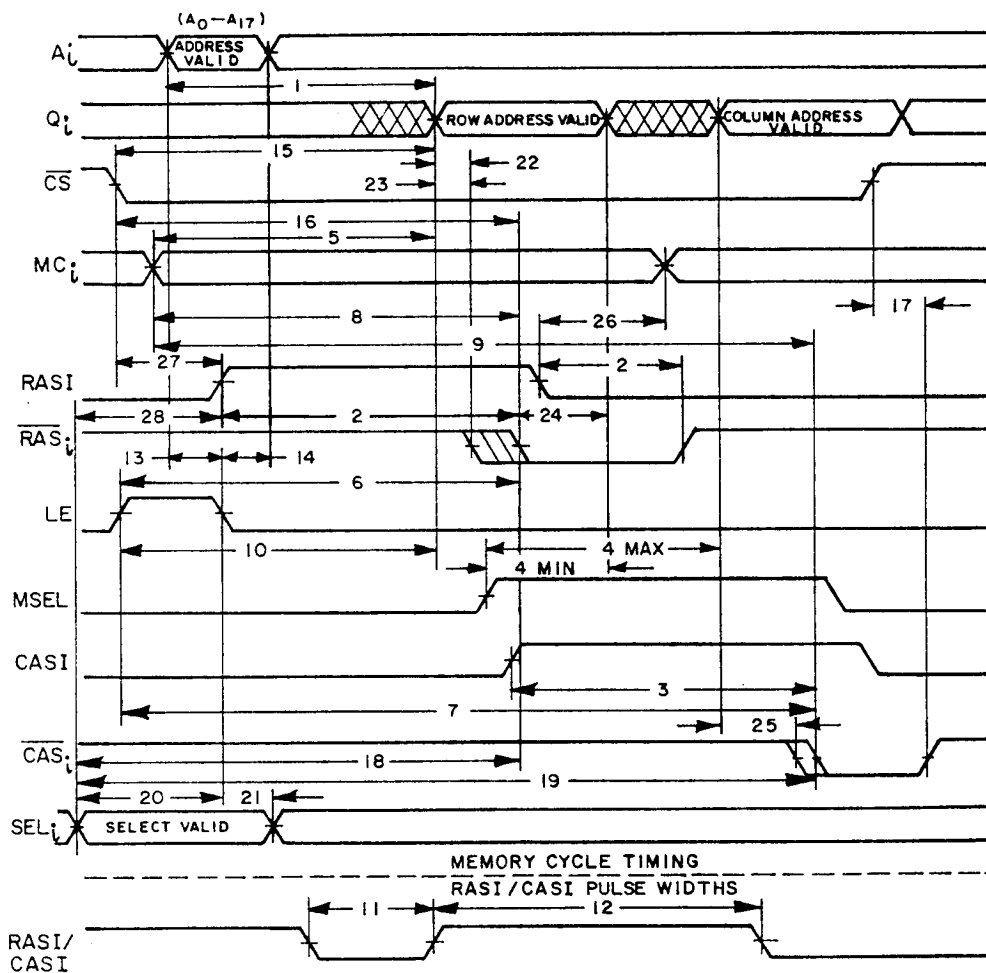 (A0–A17)
Ai
ADDRESS
VALID
1
Qi
ROW ADDRESS VALID
COLUMN ADDRESS
VALID
15
22
CS
23
16
5
MCi
17
8
26
9
27
2
RASI
28
2
24
RASi
13
14
6
LE
10
4 MAX
4 MIN
MSEL
CASI
3
7
25
CASi
18
19
20
21
SELi
SELECT VALID
MEMORY CYCLE TIMING
RASI/CASI PULSE WIDTHS
11
12
RASI/
CASI